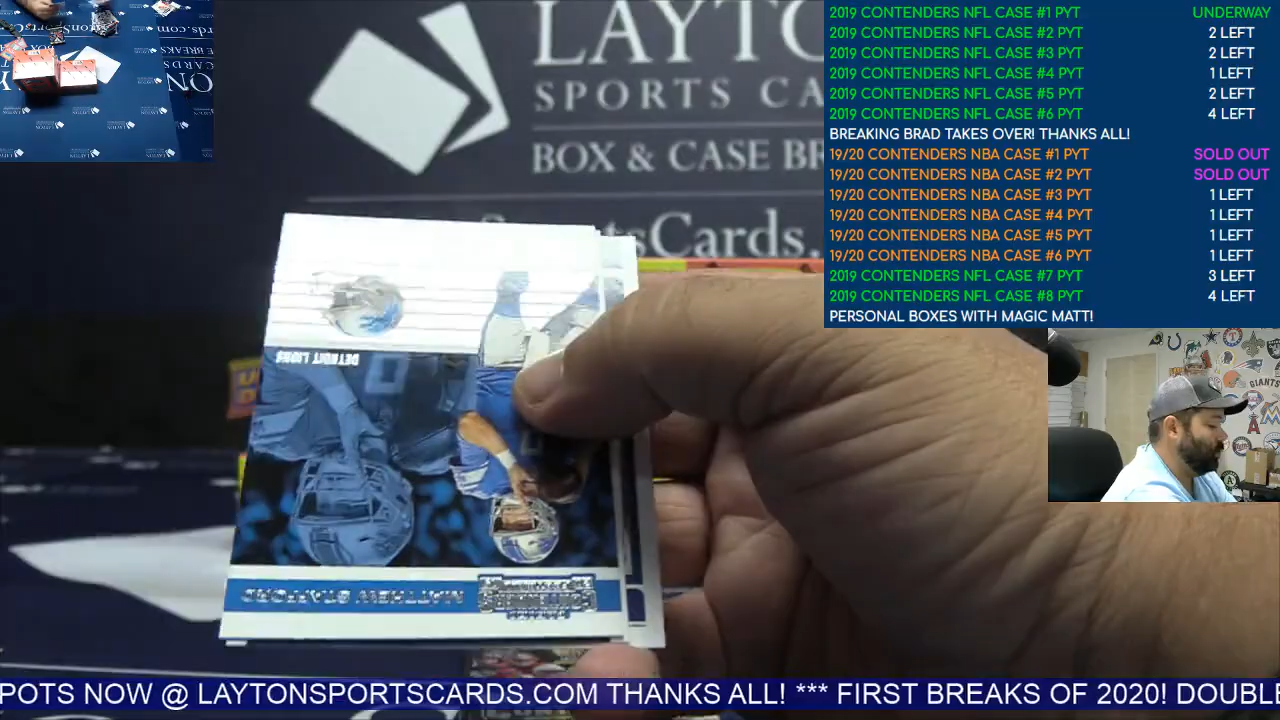 LAYTO
SPORTS CA
BOX & CASE BR
sCards.
2019 CONTENDERS NFL CASE #1 PYT UNDERWAY
2019 CONTENDERS NFL CASE #2 PYT 2 LEFT
2019 CONTENDERS NFL CASE #3 PYT 2 LEFT
2019 CONTENDERS NFL CASE #4 PYT 1 LEFT
2019 CONTENDERS NFL CASE #5 PYT 2 LEFT
2019 CONTENDERS NFL CASE #6 PYT 4 LEFT
BREAKING BRAD TAKES OVER! THANKS ALL!
19/20 CONTENDERS NBA CASE #1 PYT SOLD OUT
19/20 CONTENDERS NBA CASE #2 PYT SOLD OUT
19/20 CONTENDERS NBA CASE #3 PYT 1 LEFT
19/20 CONTENDERS NBA CASE #4 PYT 1 LEFT
19/20 CONTENDERS NBA CASE #5 PYT 1 LEFT
19/20 CONTENDERS NBA CASE #6 PYT 1 LEFT
2019 CONTENDERS NFL CASE #7 PYT 3 LEFT
2019 CONTENDERS NFL CASE #8 PYT 4 LEFT
PERSONAL BOXES WITH MAGIC MATT!
DETROIT LIONS
MATTHEW STAFFORD
GIANTS
POTS NOW @ LAYTONSPORTSCARDS.COM THANKS ALL! *** FIRST BREAKS OF 2020! DOUBLE